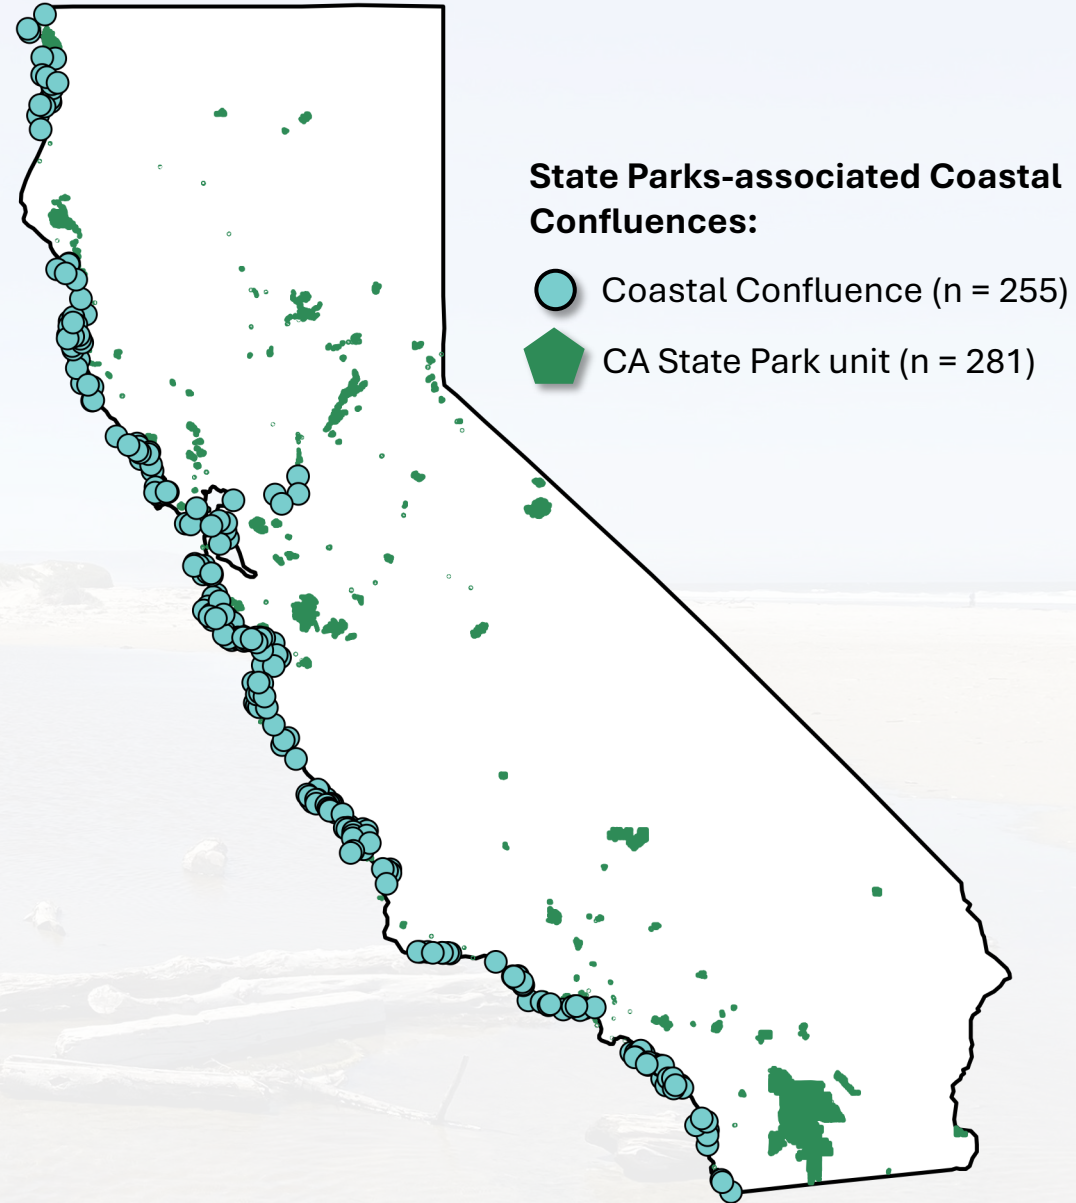 State Parks-associated Coastal
Confluences:
Coastal Confluence (n = 255)
CA State Park unit (n = 281)